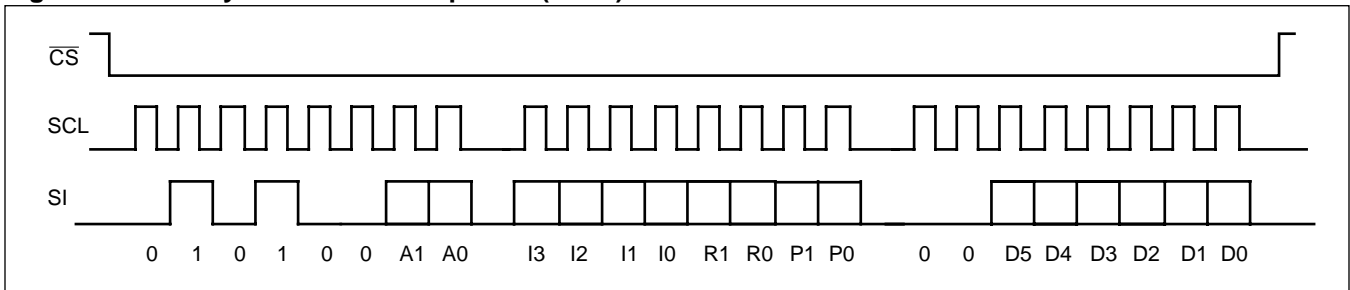 CS
SCL
SI
0 1 0 1 0 0 A1 A0 I3 I2 I1 I0 R1 R0 P1 P0 0 0 D5 D4 D3 D2 D1 D0